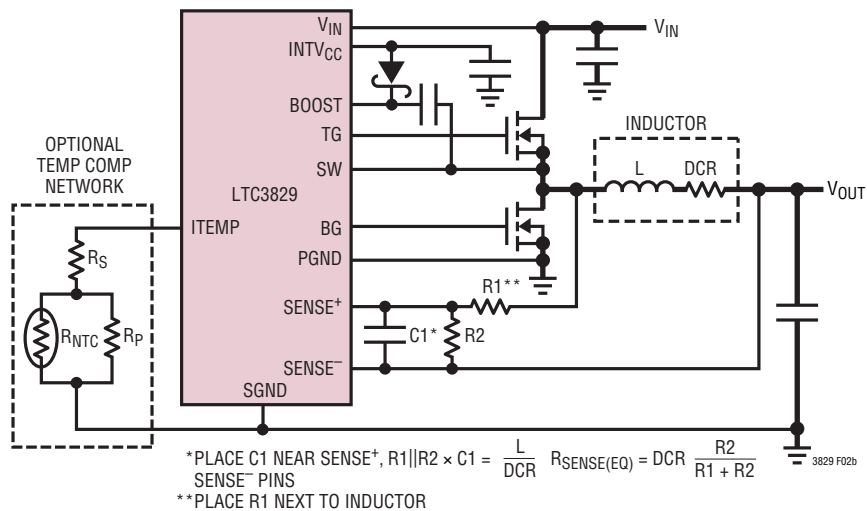 V_IN
V_IN
INTV_CC
BOOST
TG
SW
LTC3829
ITEMP
BG
PGND
SENSE⁺
SENSE⁻
SGND
OPTIONAL
TEMP COMP
NETWORK
R_S
R_NTC
R_P
INDUCTOR
L
DCR
V_OUT
R1**
C1*
R2
*PLACE C1 NEAR SENSE⁺, R1||R2 × C1 = L/DCR R_SENSE(EQ) = DCR R2/(R1 + R2)
SENSE⁻ PINS
**PLACE R1 NEXT TO INDUCTOR
3829 F02b